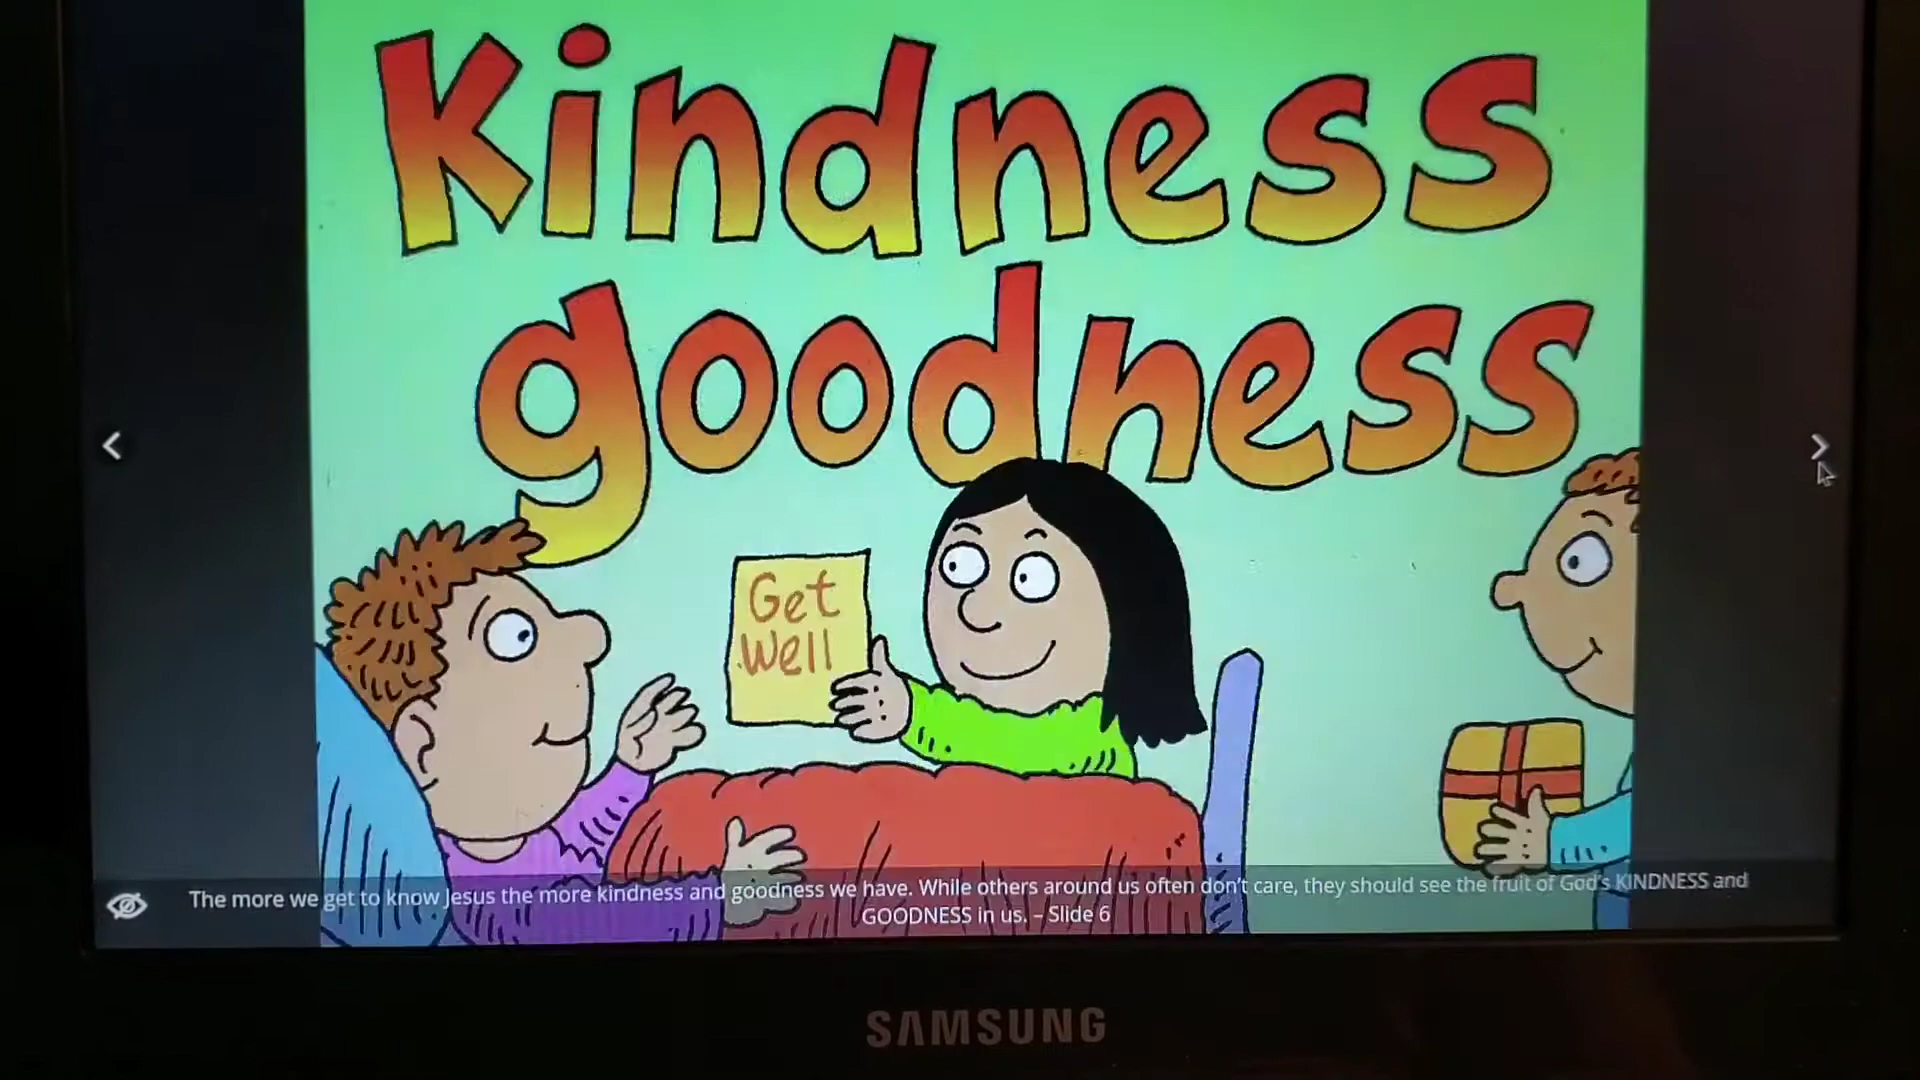 Kindness
goodness
Get
Well
The more we get to know Jesus the more kindness and goodness we have. While others around us often don't care, they should see the fruit of God's KINDNESS and
GOODNESS in us. – Slide 6
SAMSUNG